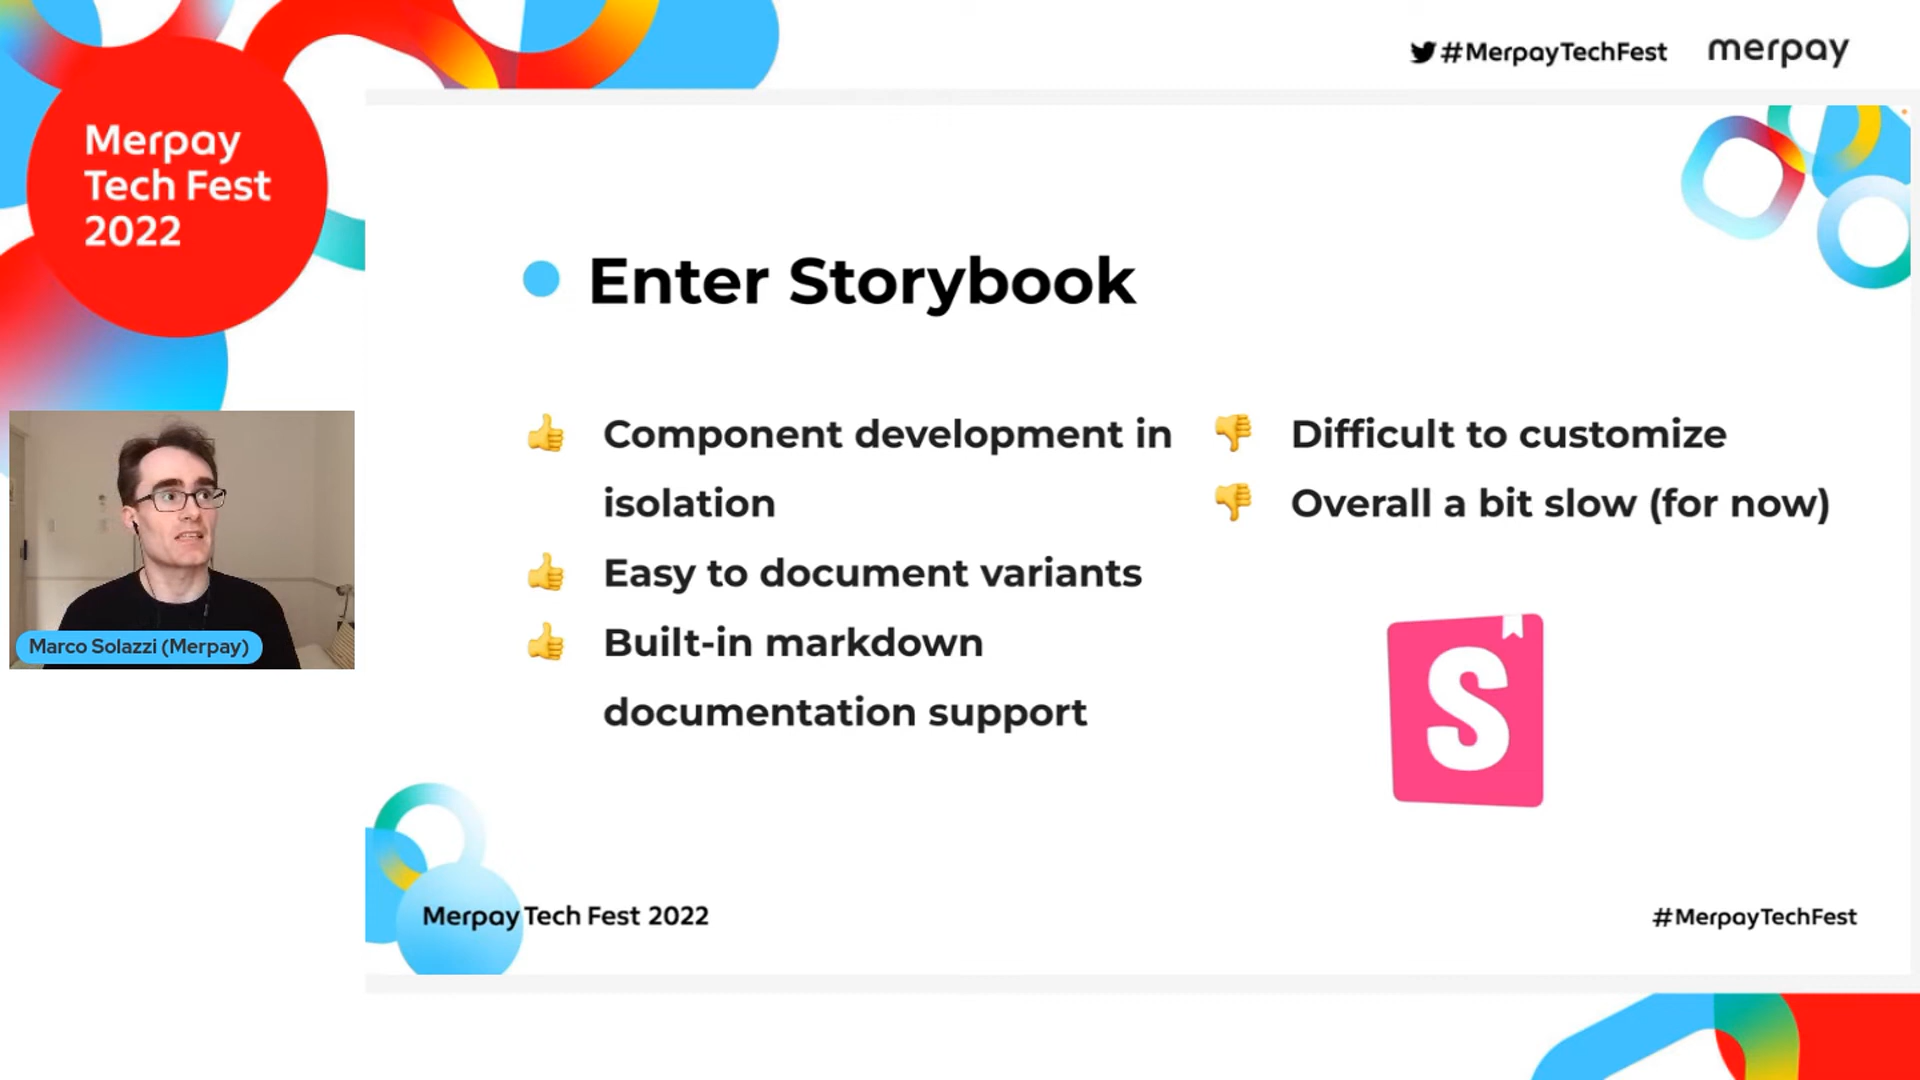 #MerpayTechFest
merpay
Merpay
Tech Fest
2022
Enter Storybook
👍 Component development in
isolation
👍 Easy to document variants
👍 Built-in markdown
documentation support
👎 Difficult to customize
👎 Overall a bit slow (for now)
S
Marco Solazzi (Merpay)
Merpay Tech Fest 2022
#MerpayTechFest